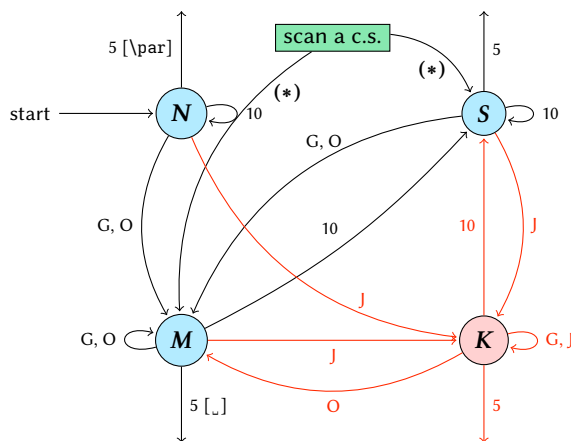 scan a c.s.
5 [\par]
5
(*)
(*)
start
N
10
S
10
G, O
G, O
10
10
J
J
G, O
M
J
K
G, J
O
5 [␣]
5